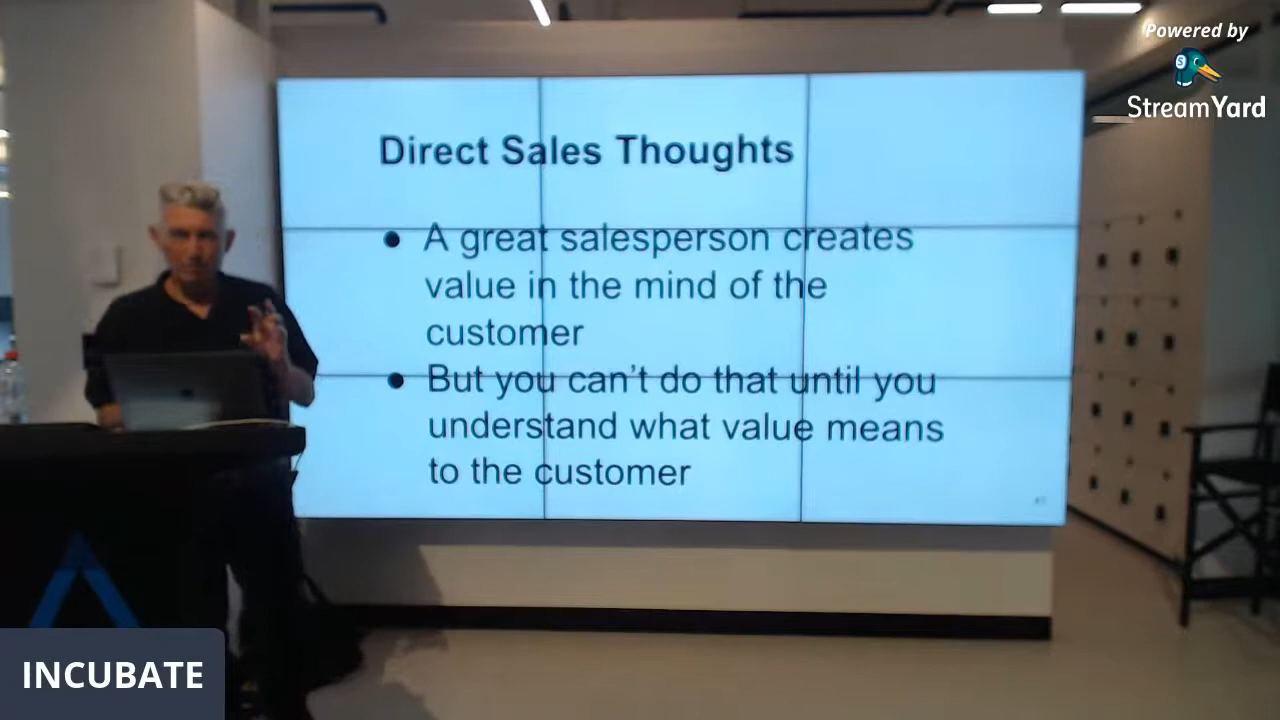 Powered by
StreamYard
Direct Sales Thoughts
● A great salesperson creates
value in the mind of the
customer
● But you can't do that until you
understand what value means
to the customer
INCUBATE